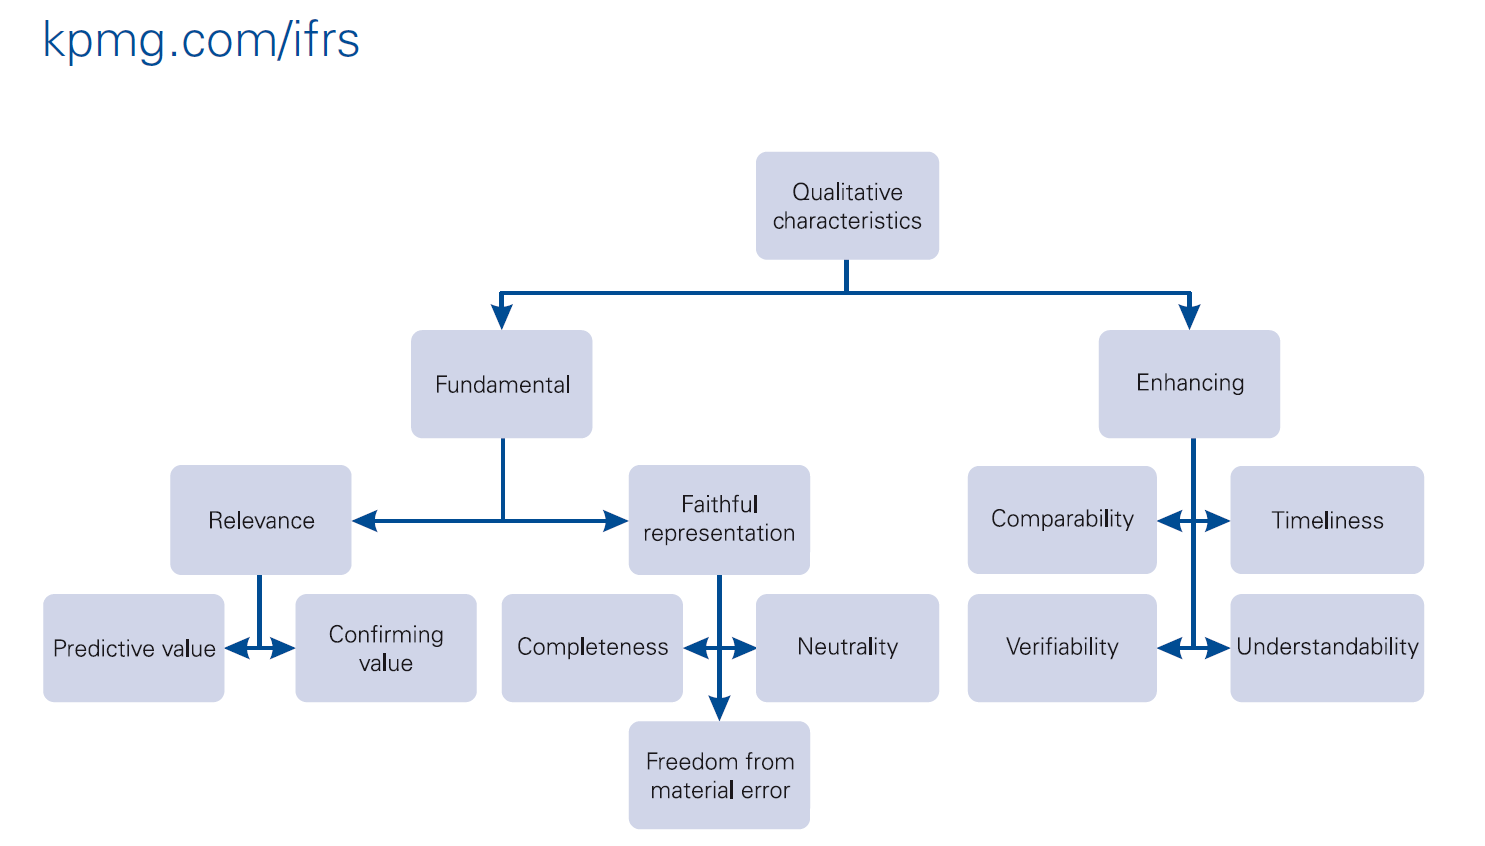 kpmg.com/ifrs
Qualitative
characteristics
Fundamental
Enhancing
Relevance
Faithful
representation
Comparability
Timeliness
Predictive value
Confirming
value
Completeness
Neutrality
Verifiability
Understandability
Freedom from
material error